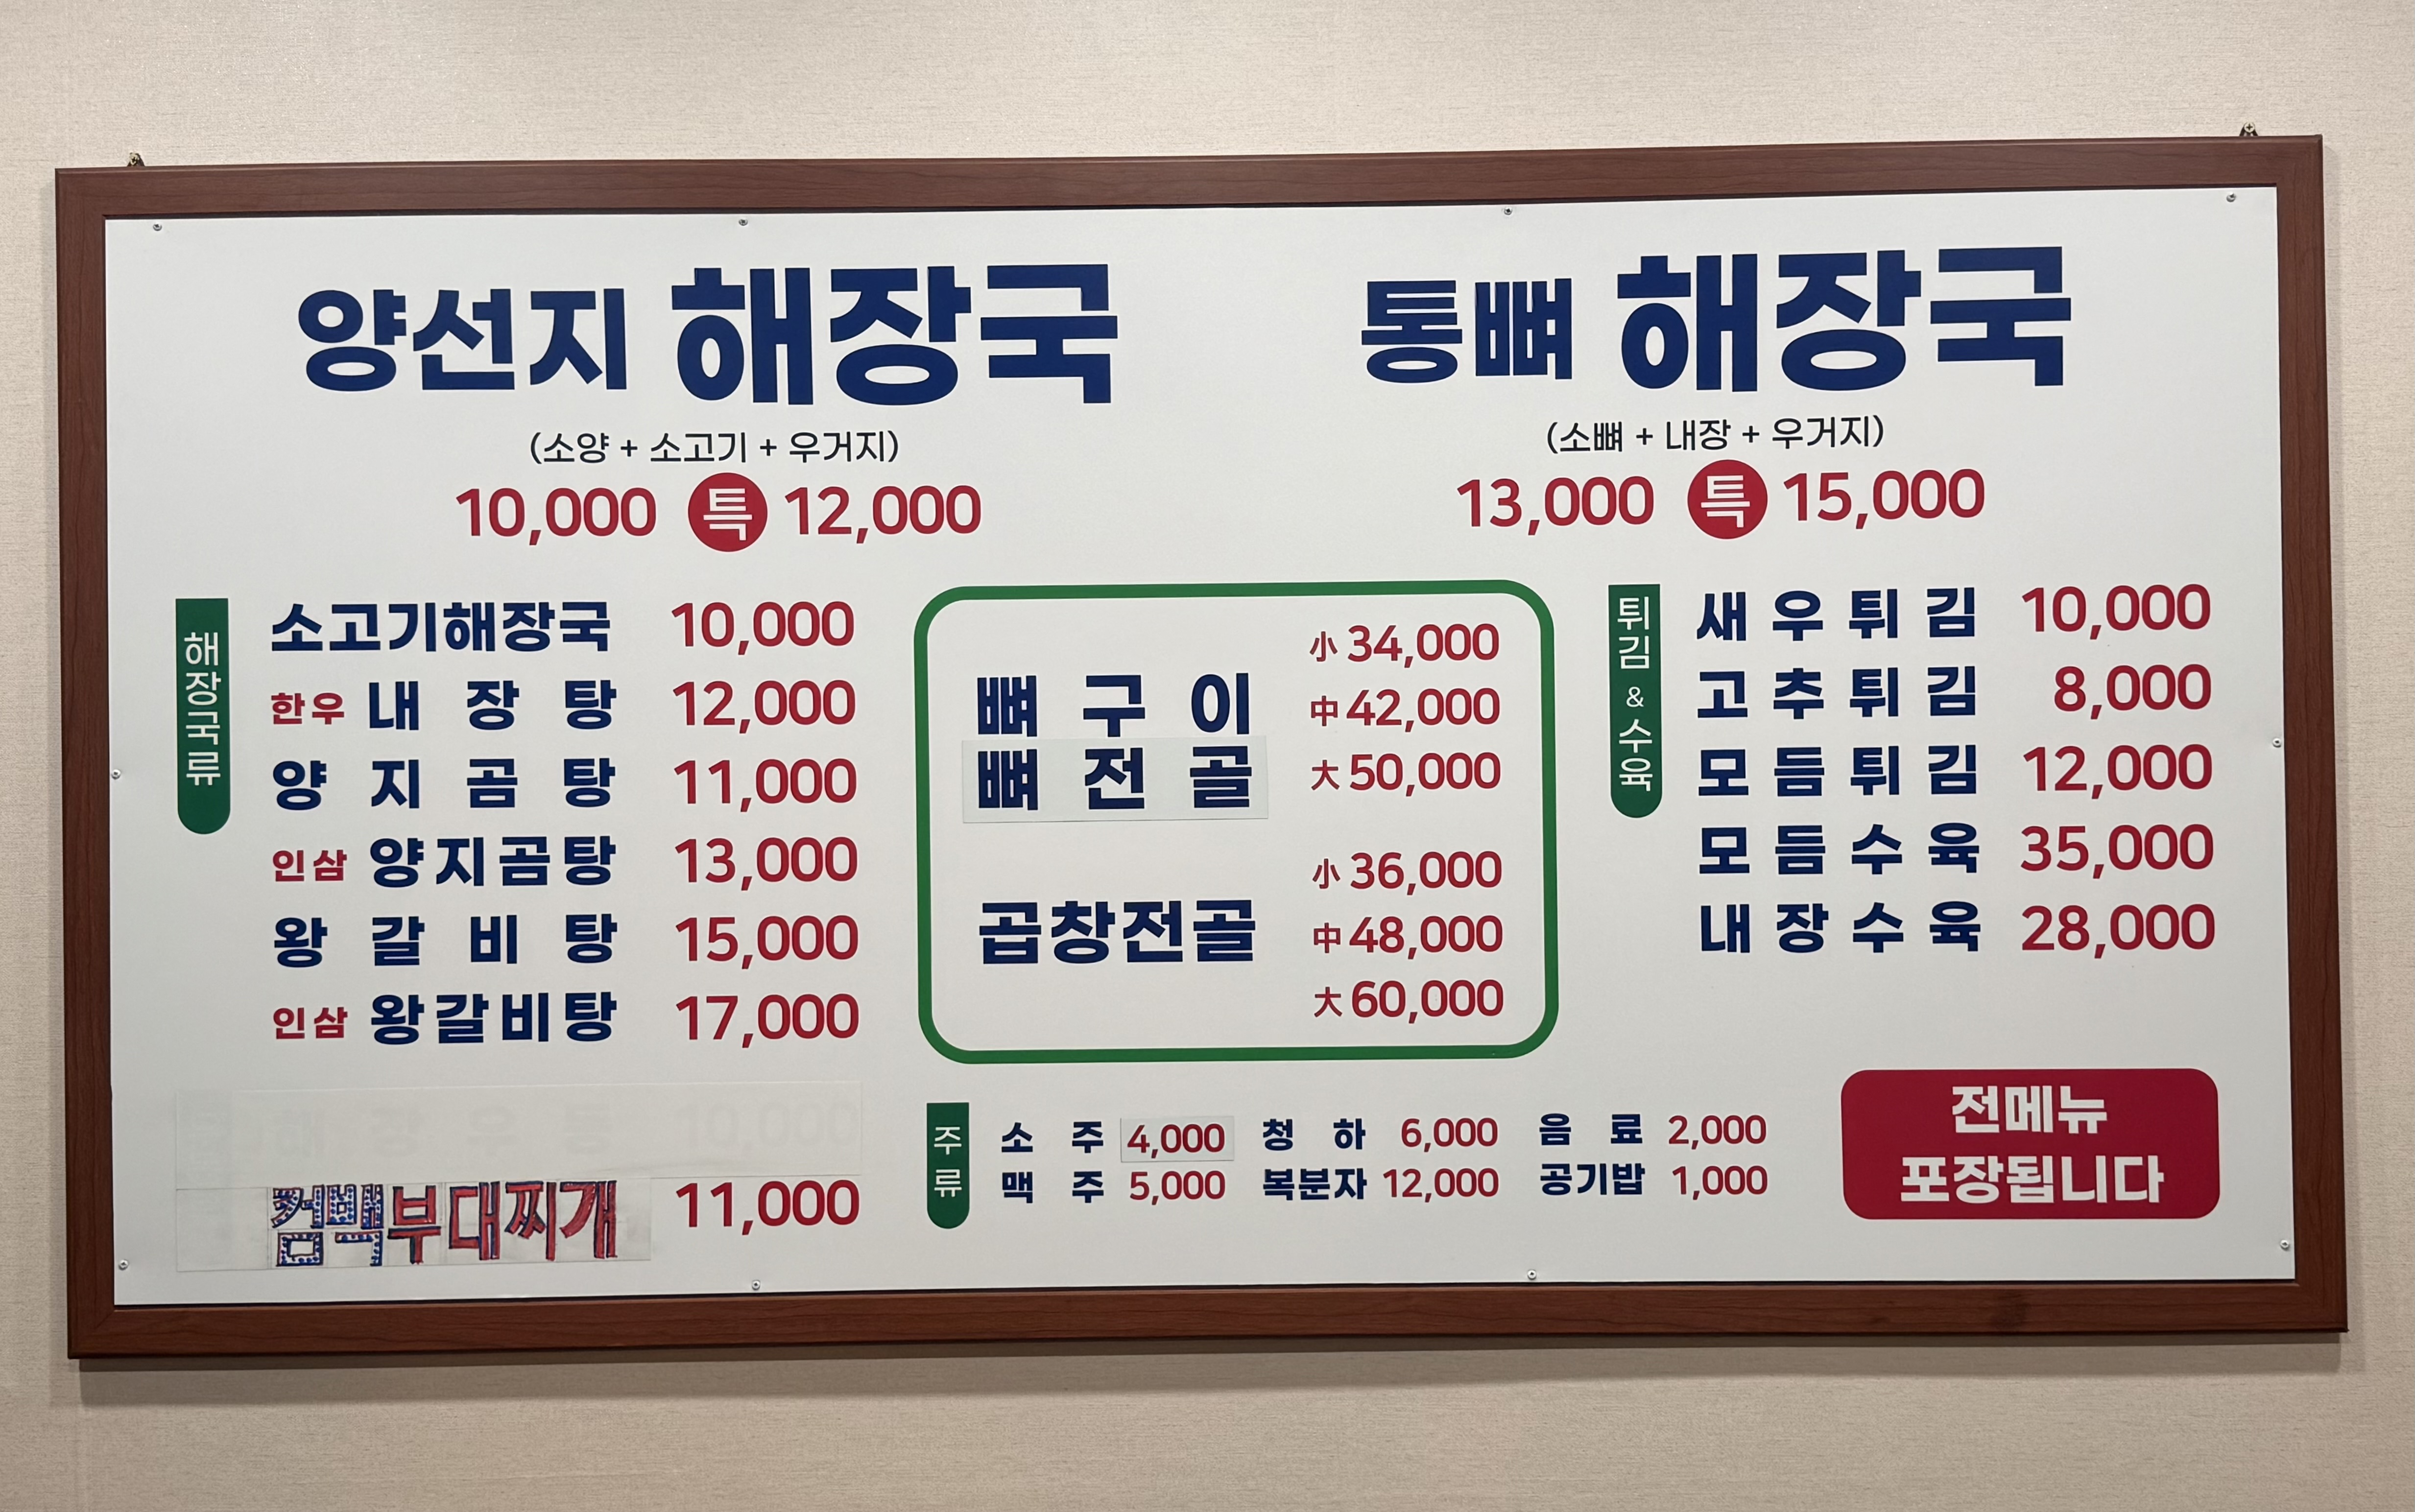 양선지 해장국
(소양 + 소고기 + 우거지)
10,000 특 12,000
통뼈 해장국
(소뼈 + 내장 + 우거지)
13,000 특 15,000
해장국류
소고기해장국 10,000
한우 내장탕 12,000
양지곰탕 11,000
인삼 양지곰탕 13,000
왕갈비탕 15,000
인삼 왕갈비탕 17,000
컴백부대찌개 11,000
뼈구이
뼈전골
小 34,000
中 42,000
大 50,000
곱창전골
小 36,000
中 48,000
大 60,000
튀김 & 수육
새우튀김 10,000
고추튀김 8,000
모듬튀김 12,000
모듬수육 35,000
내장수육 28,000
주류
소주 4,000 청하 6,000 음료 2,000
맥주 5,000 복분자 12,000 공기밥 1,000
전메뉴
포장됩니다